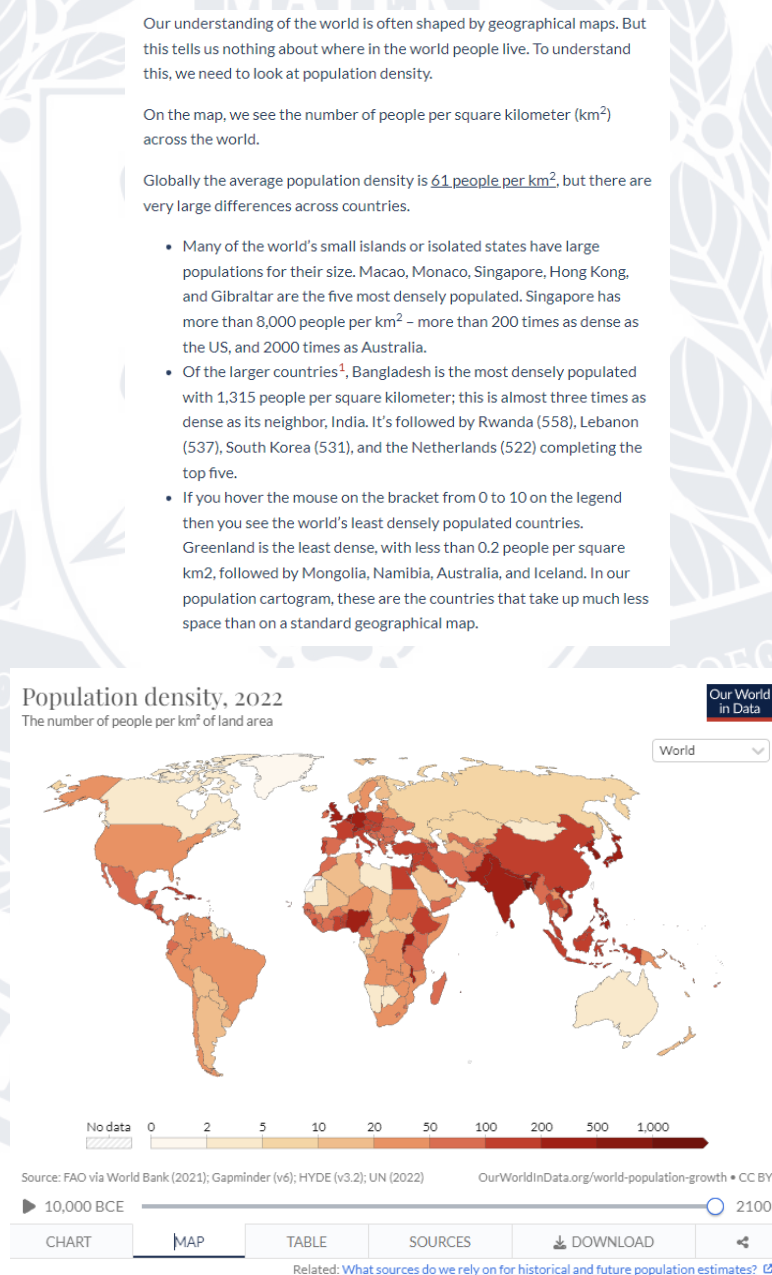 Our understanding of the world is often shaped by geographical maps. But
this tells us nothing about where in the world people live. To understand
this, we need to look at population density.
On the map, we see the number of people per square kilometer (km²)
across the world.
Globally the average population density is 61 people per km², but there are
very large differences across countries.
• Many of the world's small islands or isolated states have large
populations for their size. Macao, Monaco, Singapore, Hong Kong,
and Gibraltar are the five most densely populated. Singapore has
more than 8,000 people per km² – more than 200 times as dense as
the US, and 2000 times as Australia.
• Of the larger countries¹, Bangladesh is the most densely populated
with 1,315 people per square kilometer; this is almost three times as
dense as its neighbor, India. It's followed by Rwanda (558), Lebanon
(537), South Korea (531), and the Netherlands (522) completing the
top five.
• If you hover the mouse on the bracket from 0 to 10 on the legend
then you see the world's least densely populated countries.
Greenland is the least dense, with less than 0.2 people per square
km2, followed by Mongolia, Namibia, Australia, and Iceland. In our
population cartogram, these are the countries that take up much less
space than on a standard geographical map.
Population density, 2022
The number of people per km² of land area
Our World
in Data
World
No data 0 2 5 10 20 50 100 200 500 1,000
Source: FAO via World Bank (2021); Gapminder (v6); HYDE (v3.2); UN (2022) OurWorldInData.org/world-population-growth • CC BY
10,000 BCE 2100
CHART MAP TABLE SOURCES DOWNLOAD
Related: What sources do we rely on for historical and future population estimates?